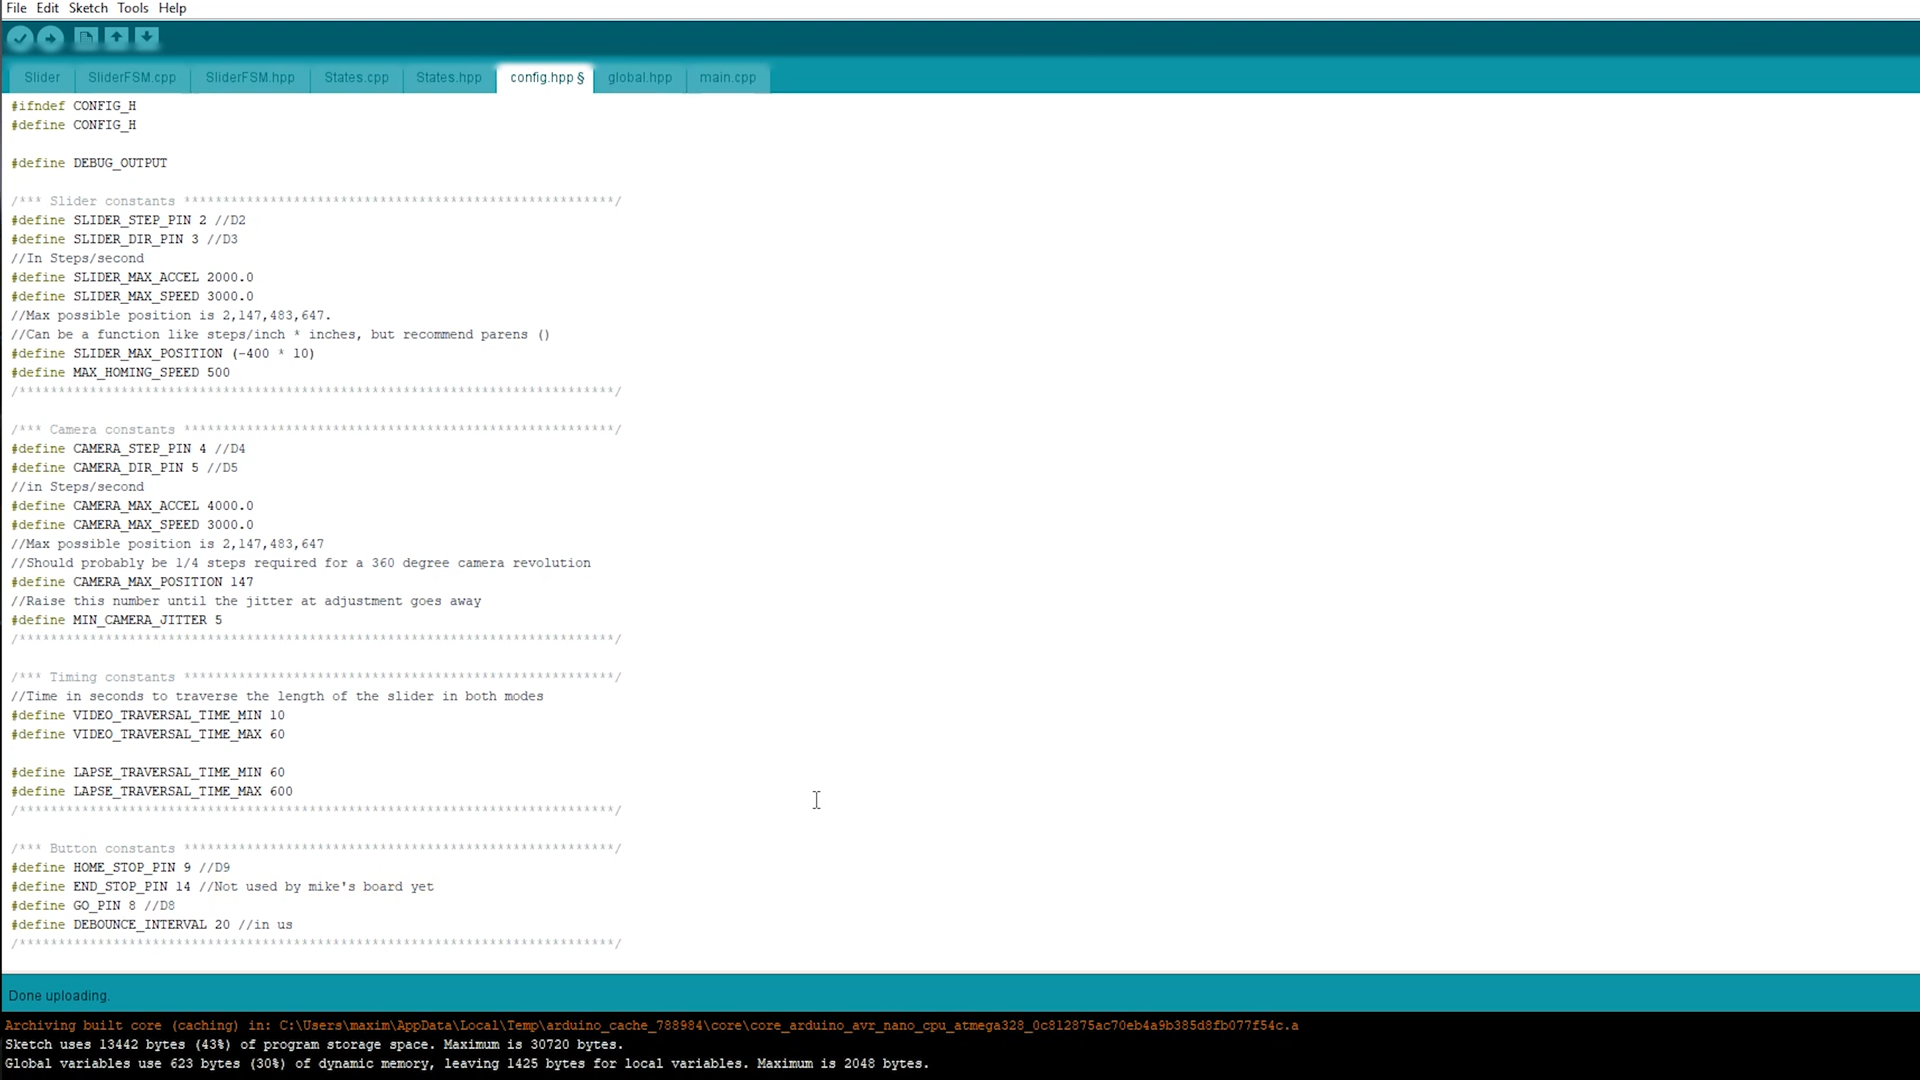 File Edit Sketch Tools Help
Slider SliderFSM.cpp SliderFSM.hpp States.cpp States.hpp config.hpp § global.hpp main.cpp
#ifndef CONFIG_H
#define CONFIG_H
#define DEBUG_OUTPUT
/*** Slider constants *******************************************************/
#define SLIDER_STEP_PIN 2 //D2
#define SLIDER_DIR_PIN 3 //D3
//In Steps/second
#define SLIDER_MAX_ACCEL 2000.0
#define SLIDER_MAX_SPEED 3000.0
//Max possible position is 2,147,483,647.
//Can be a function like steps/inch * inches, but recommend parens ()
#define SLIDER_MAX_POSITION (-400 * 10)
#define MAX_HOMING_SPEED 500
/****************************************************************************/
/*** Camera constants *******************************************************/
#define CAMERA_STEP_PIN 4 //D4
#define CAMERA_DIR_PIN 5 //D5
//in Steps/second
#define CAMERA_MAX_ACCEL 4000.0
#define CAMERA_MAX_SPEED 3000.0
//Max possible position is 2,147,483,647
//Should probably be 1/4 steps required for a 360 degree camera revolution
#define CAMERA_MAX_POSITION 147
//Raise this number until the jitter at adjustment goes away
#define MIN_CAMERA_JITTER 5
/****************************************************************************/
/*** Timing constants *******************************************************/
//Time in seconds to traverse the length of the slider in both modes
#define VIDEO_TRAVERSAL_TIME_MIN 10
#define VIDEO_TRAVERSAL_TIME_MAX 60
#define LAPSE_TRAVERSAL_TIME_MIN 60
#define LAPSE_TRAVERSAL_TIME_MAX 600
/****************************************************************************/
/*** Button constants *******************************************************/
#define HOME_STOP_PIN 9 //D9
#define END_STOP_PIN 14 //Not used by mike's board yet
#define GO_PIN 8 //D8
#define DEBOUNCE_INTERVAL 20 //in us
/****************************************************************************/
Done uploading.
Archiving built core (caching) in: C:\Users\maxim\AppData\Local\Temp\arduino_cache_788984\core\core_arduino_avr_nano_cpu_atmega328_0c812875ac70eb4a9b385d8fb077f54c.a
Sketch uses 13442 bytes (43%) of program storage space. Maximum is 30720 bytes.
Global variables use 623 bytes (30%) of dynamic memory, leaving 1425 bytes for local variables. Maximum is 2048 bytes.